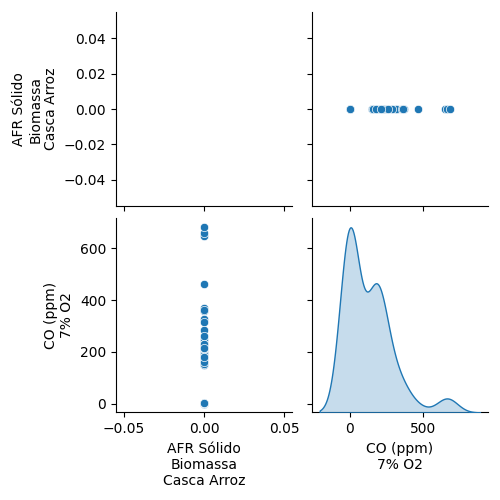 0.04
0.02
0.00
−0.02
−0.04
AFR Sólido
Biomassa
Casca Arroz
600
400
200
0
CO (ppm)
7% O2
−0.05
0.00
0.05
AFR Sólido
Biomassa
Casca Arroz
0
500
CO (ppm)
7% O2